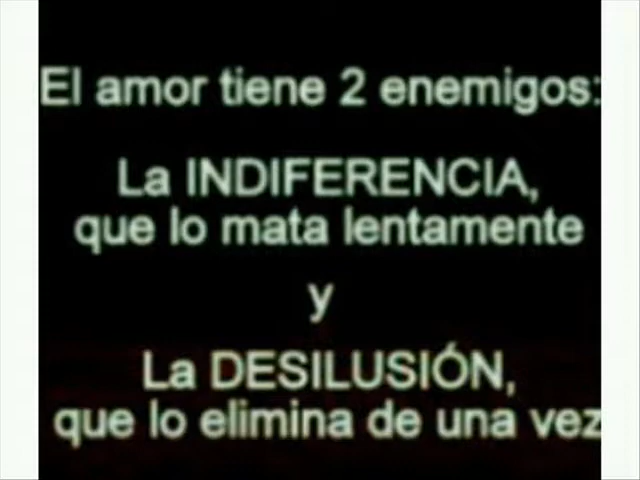 El amor tiene 2 enemigos:
La INDIFERENCIA,
que lo mata lentamente
y
La DESILUSIÓN,
que lo elimina de una vez